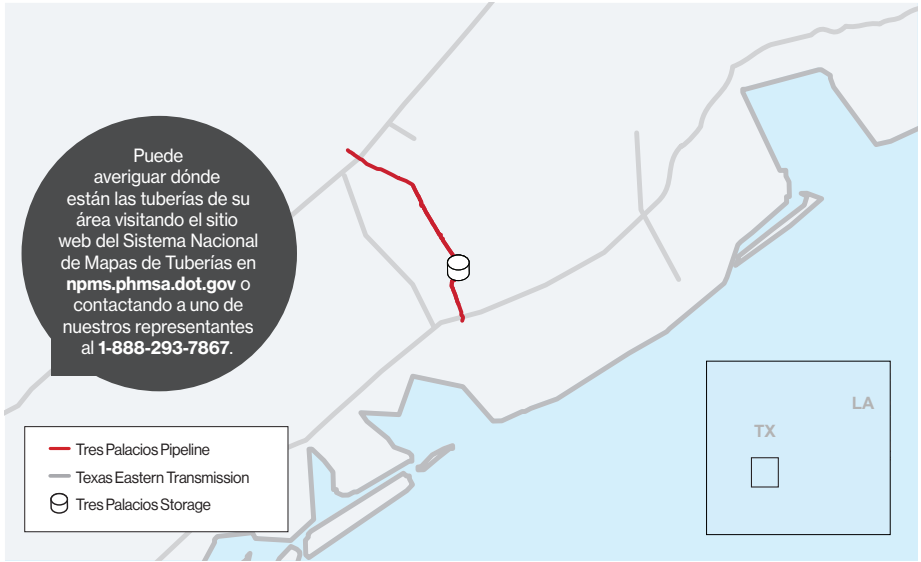 Puede
averiguar dónde
están las tuberías de su
área visitando el sitio
web del Sistema Nacional
de Mapas de Tuberías en
npms.phmsa.dot.gov o
contactando a uno de
nuestros representantes
al 1-888-293-7867.
Tres Palacios Pipeline
Texas Eastern Transmission
Tres Palacios Storage
LA
TX